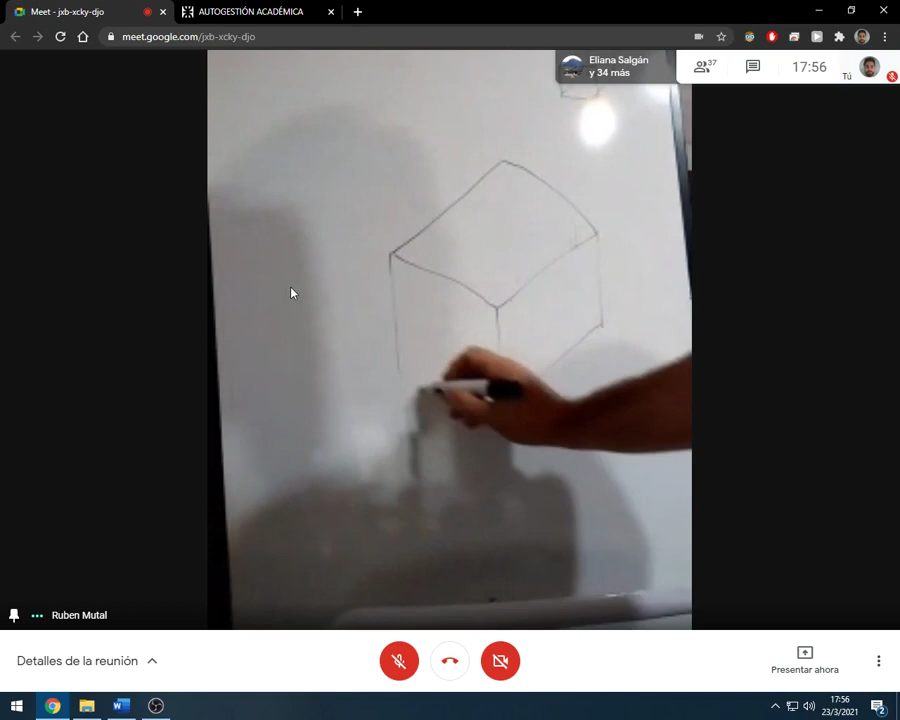 Meet - jxb-xcky-djo
AUTOGESTIÓN ACADÉMICA
meet.google.com/jxb-xcky-djo
Eliana Salgán
y 34 más
37
17:56
Tú
Ruben Mutal
Detalles de la reunión
Presentar ahora
17:56
23/3/2021
2